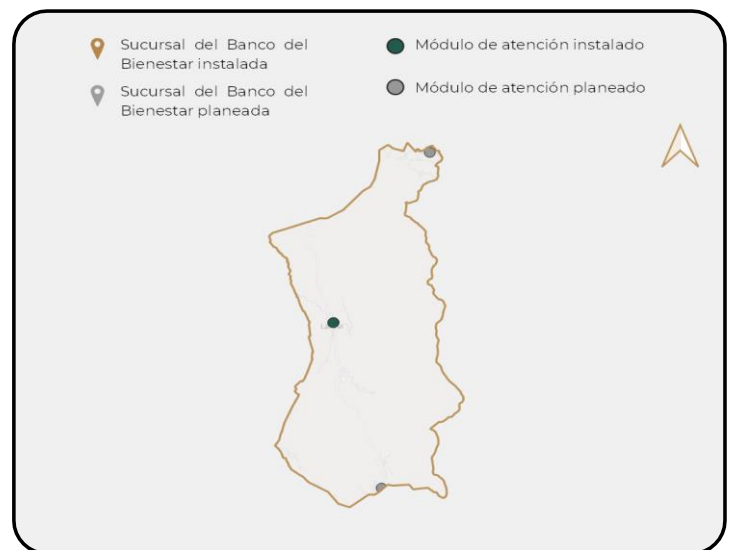 Sucursal del Banco del
Bienestar instalada
Sucursal del Banco del
Bienestar planeada
Módulo de atención instalado
Módulo de atención planeado